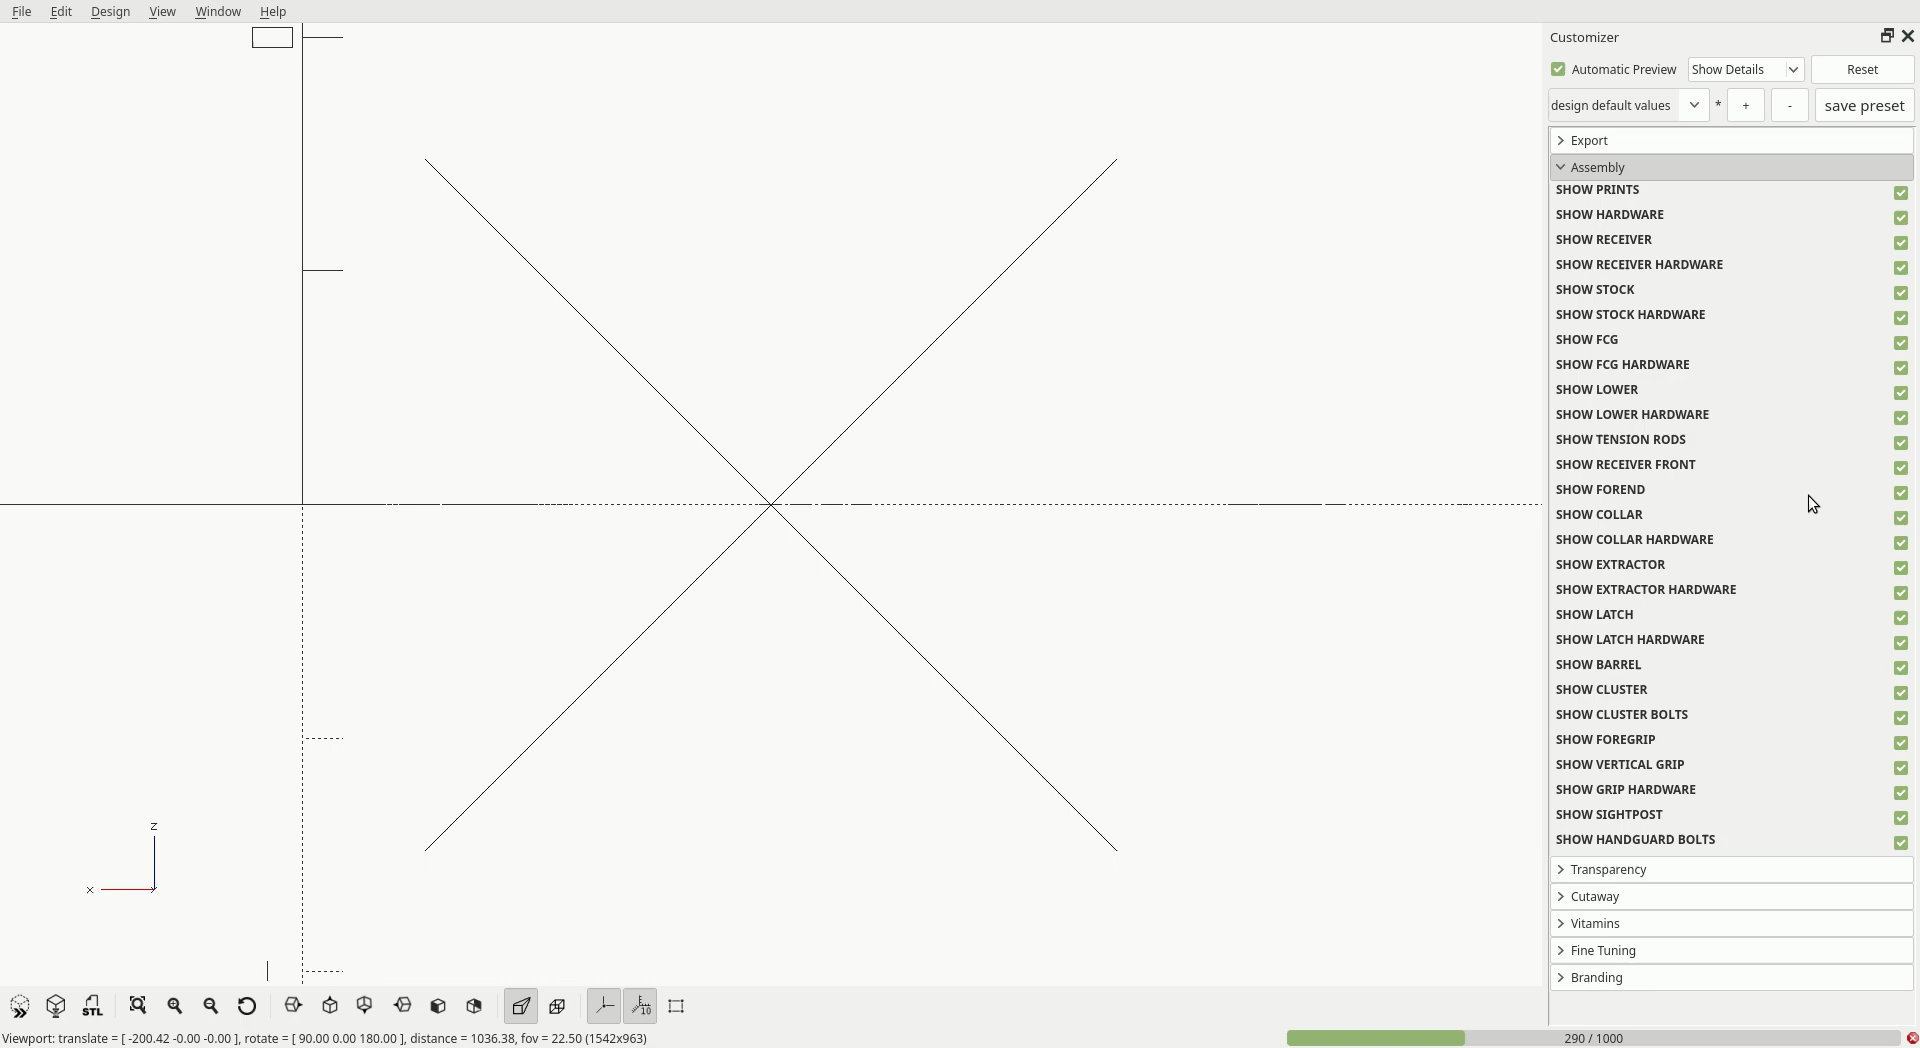 File Edit Design View Window Help
Customizer
Automatic Preview Show Details Reset
design default values * + - save preset
Export
Assembly
SHOW PRINTS
SHOW HARDWARE
SHOW RECEIVER
SHOW RECEIVER HARDWARE
SHOW STOCK
SHOW STOCK HARDWARE
SHOW FCG
SHOW FCG HARDWARE
SHOW LOWER
SHOW LOWER HARDWARE
SHOW TENSION RODS
SHOW RECEIVER FRONT
SHOW FOREND
SHOW COLLAR
SHOW COLLAR HARDWARE
SHOW EXTRACTOR
SHOW EXTRACTOR HARDWARE
SHOW LATCH
SHOW LATCH HARDWARE
SHOW BARREL
SHOW CLUSTER
SHOW CLUSTER BOLTS
SHOW FOREGRIP
SHOW VERTICAL GRIP
SHOW GRIP HARDWARE
SHOW SIGHTPOST
SHOW HANDGUARD BOLTS
Transparency
Cutaway
Vitamins
Fine Tuning
Branding
z
x
STL
10
Viewport: translate = [ -200.42 -0.00 -0.00 ], rotate = [ 90.00 0.00 180.00 ], distance = 1036.38, fov = 22.50 (1542x963)
290 / 1000